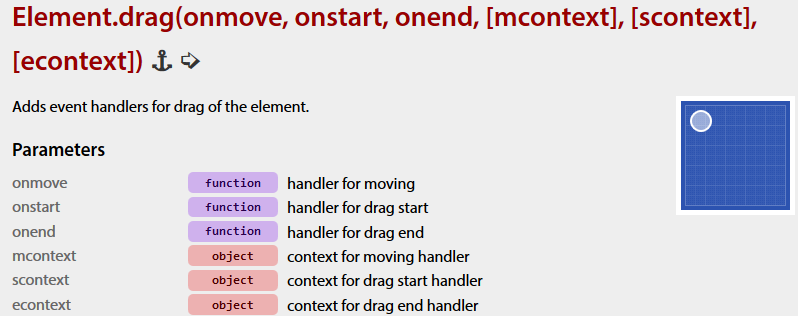 Element.drag(onmove, onstart, onend, [mcontext], [scontext],
[econtext]) ⚓ ➪
Adds event handlers for drag of the element.
Parameters
onmove function handler for moving
onstart function handler for drag start
onend function handler for drag end
mcontext object context for moving handler
scontext object context for drag start handler
econtext object context for drag end handler